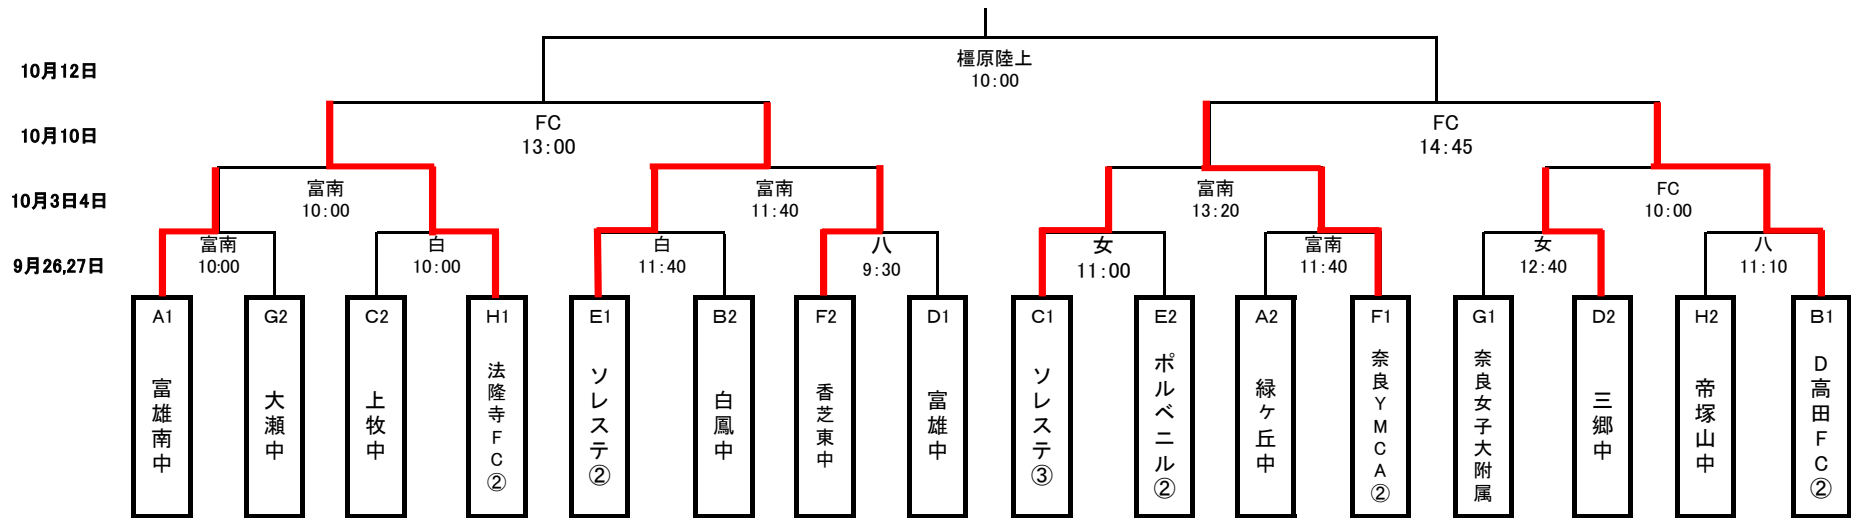 橿原陸上
10月12日
10:00
FC
FC
10月10日
13:00
14:45
富南
富南
富南
FC
10月3日4日
10:00
11:40
13:20
10:00
富南
白
白
八
女
富南
女
八
9月26,27日
10:00
10:00
11:40
9:30
11:00
11:40
12:40
11:10
A1
G2
C2
H1
E1
B2
F2
D1
C1
E2
A2
F1
G1
D2
H2
B1
富雄南中
大瀬中
上牧中
法隆寺FC②
ソレステ②
白鳳中
香芝東中
富雄中
ソレステ③
ポルベニル②
緑ヶ丘中
奈良YMCA②
奈良女子大附属
三郷中
帝塚山中
D高田FC②